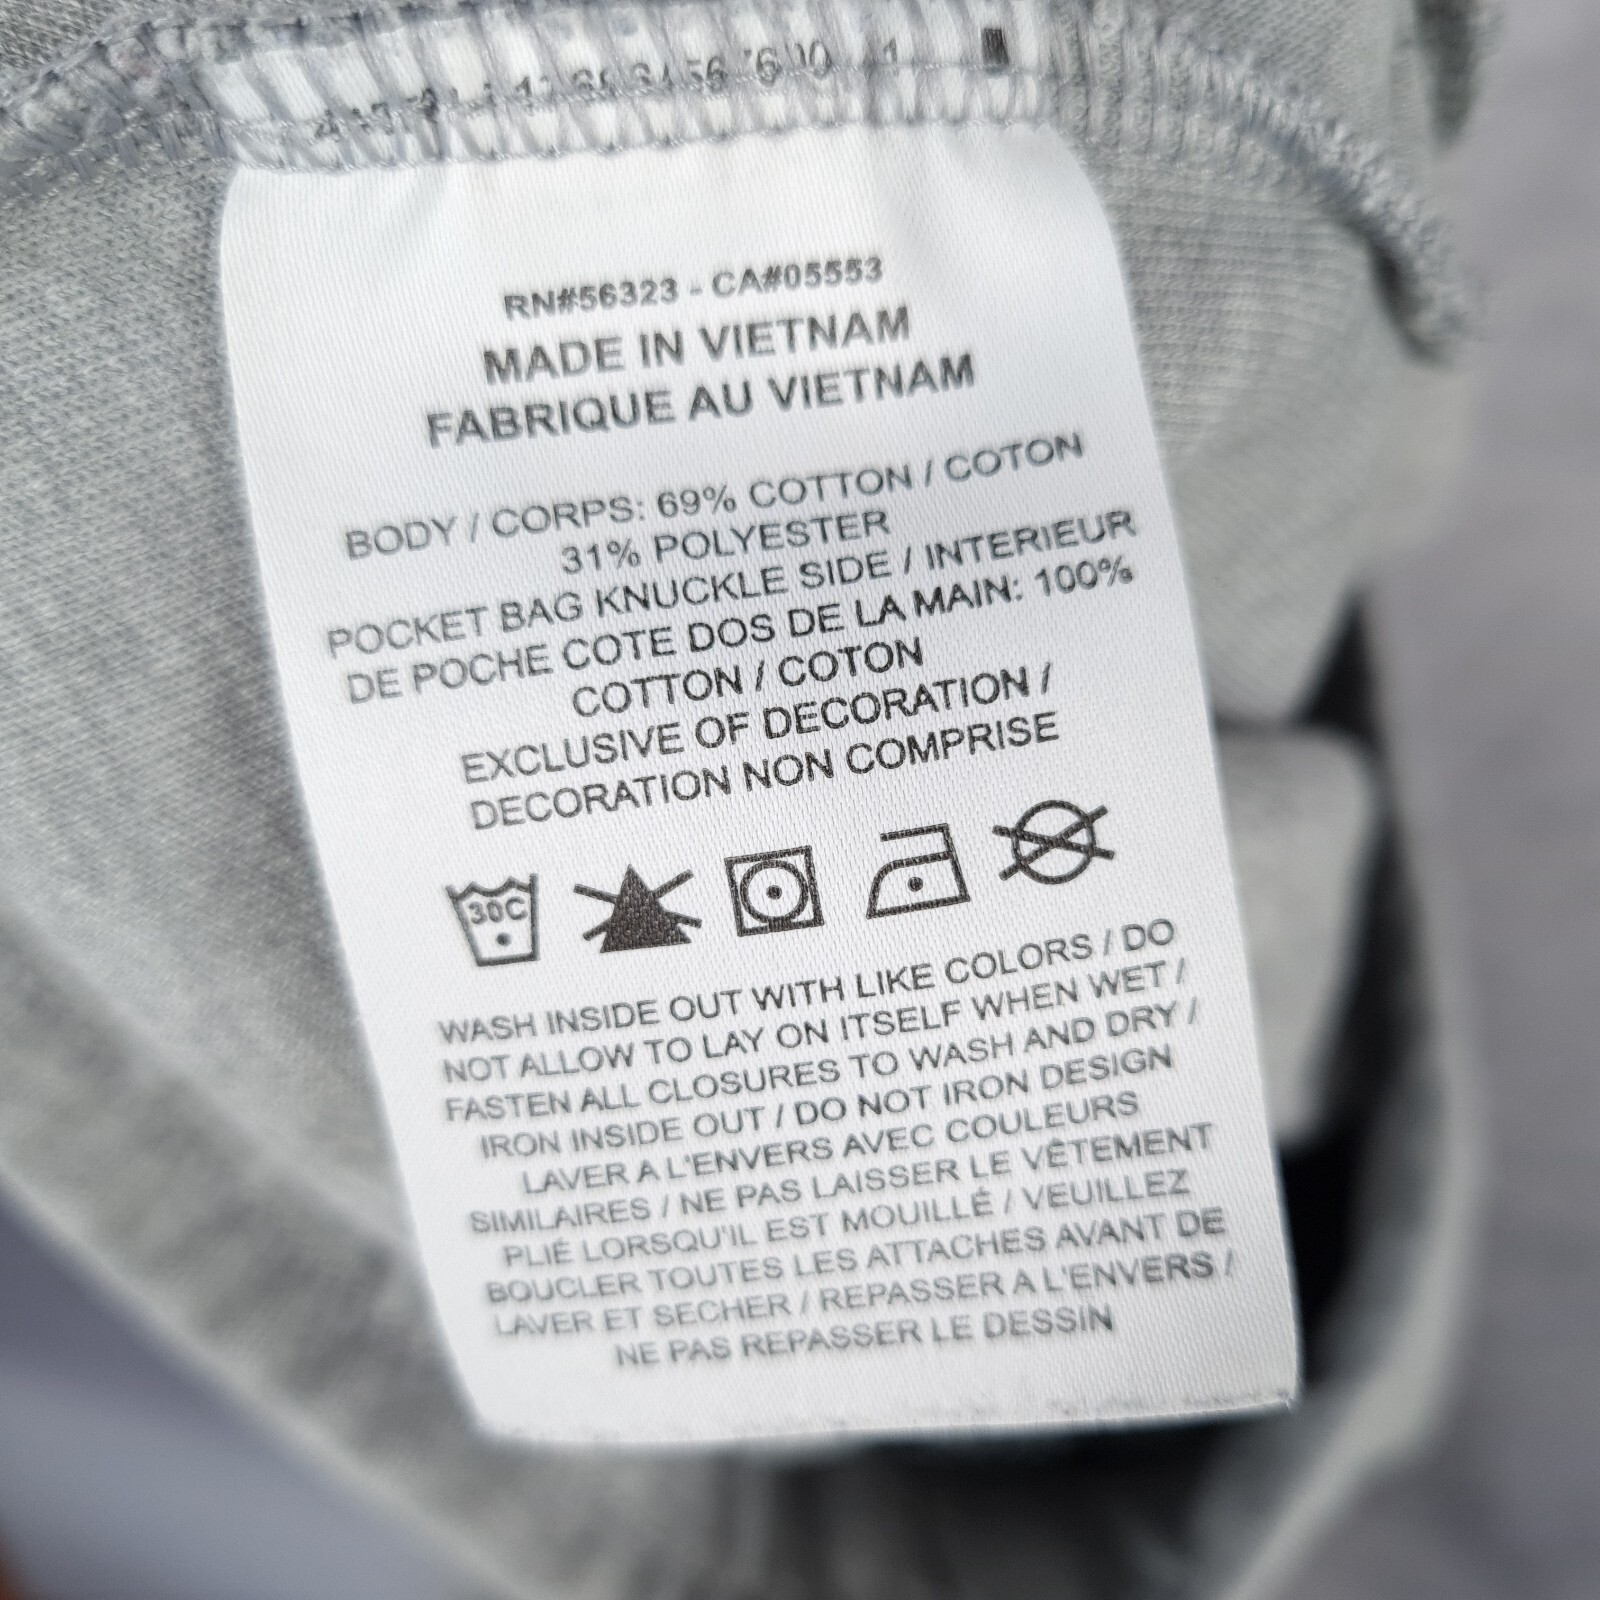 RN#56323 - CA#05553
MADE IN VIETNAM
FABRIQUE AU VIETNAM
BODY / CORPS: 69% COTTON / COTON
31% POLYESTER
POCKET BAG KNUCKLE SIDE / INTERIEUR
DE POCHE COTE DOS DE LA MAIN: 100%
COTTON / COTON
EXCLUSIVE OF DECORATION /
DECORATION NON COMPRISE
30C
WASH INSIDE OUT WITH LIKE COLORS / DO
NOT ALLOW TO LAY ON ITSELF WHEN WET /
FASTEN ALL CLOSURES TO WASH AND DRY /
IRON INSIDE OUT / DO NOT IRON DESIGN
LAVER A L'ENVERS AVEC COULEURS
SIMILAIRES / NE PAS LAISSER LE VÊTEMENT
PLIÉ LORSQU'IL EST MOUILLÉ / VEUILLEZ
BOUCLER TOUTES LES ATTACHES AVANT DE
LAVER ET SECHER / REPASSER A L'ENVERS /
NE PAS REPASSER LE DESSIN